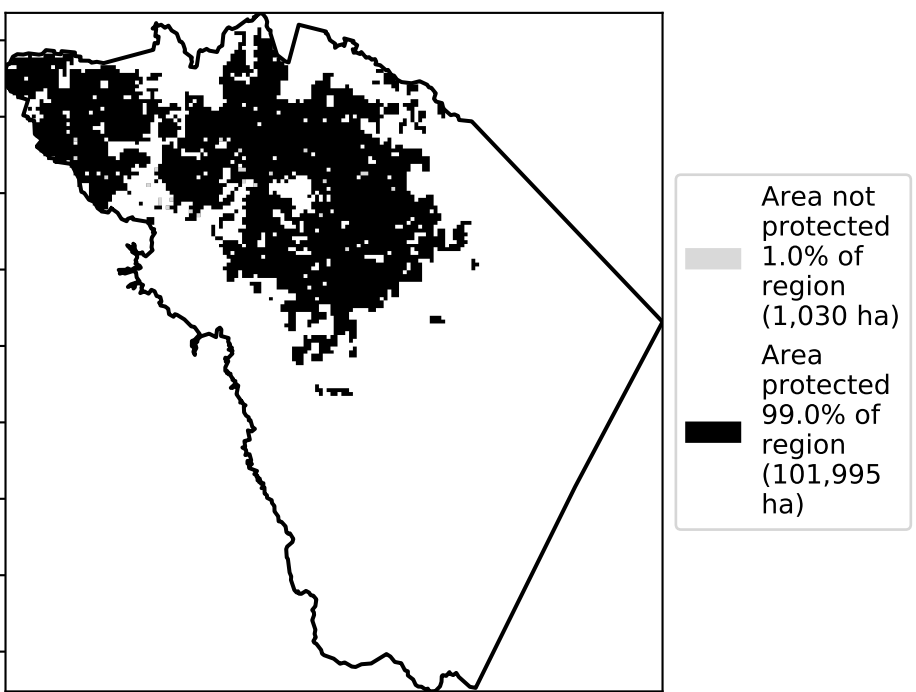 Area not
protected
1.0% of
region
(1,030 ha)
Area
protected
99.0% of
region
(101,995
ha)